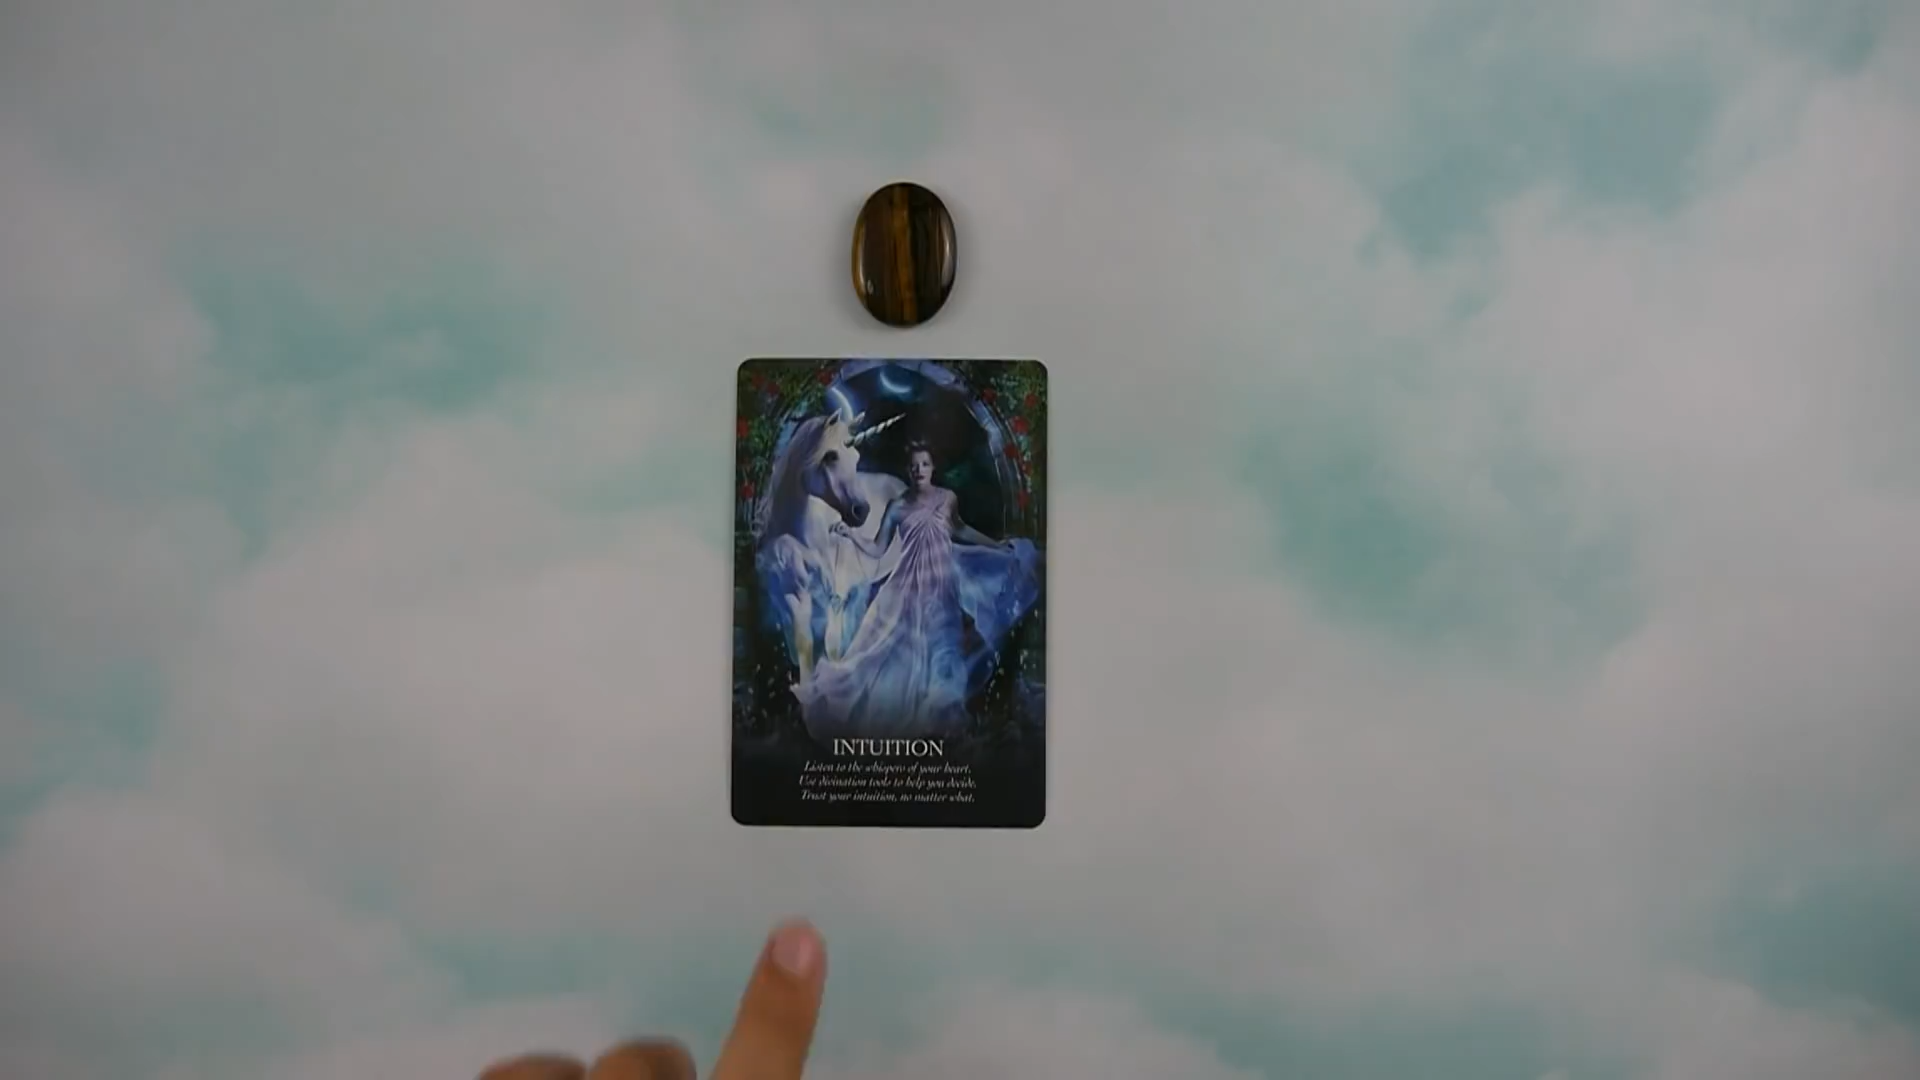 INTUITION
Listen to the whispers of your heart.
Use divination tools to help you decide.
Trust your intuition, no matter what.